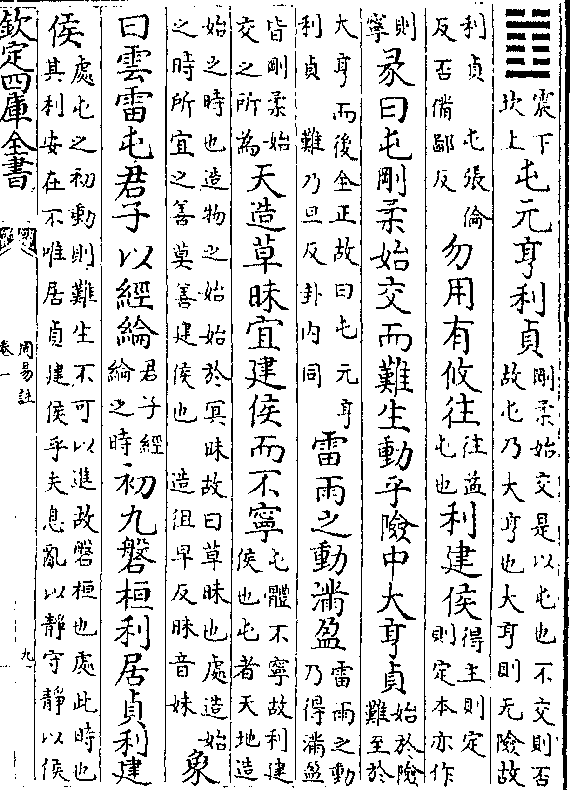 ䷂震下坎上屯元亨利貞剛柔始交是以屯也不交則否故屯乃大亨也大亨則无險故
利貞屯張倫反否備鄙反勿用有攸往往益屯也利建侯得主則定則定本亦作
則寧彖曰屯剛柔始交而難生動乎險中大亨貞始於險難至於
大亨而後全正故曰屯元亨利貞難乃旦反卦内同雷雨之動滿盈雷雨之動乃得滿盈
皆剛柔始交之所為天造草昧宜建侯而不寧屯體不寧故利建侯也屯者天地造
始之時也造物之始始於冥昧故曰草昧也處造始之時所宜之善莫善建侯也造徂早反昧音妹象
曰雲雷屯君子以經綸君子經綸之時初九磐桓利居貞利建
侯處屯之初動則難生不可以進故磐桓也處此時也其利安在不唯居貞建侯乎夫息亂以靜守靜以侯
欽定四庫全書
周易註
卷一
九